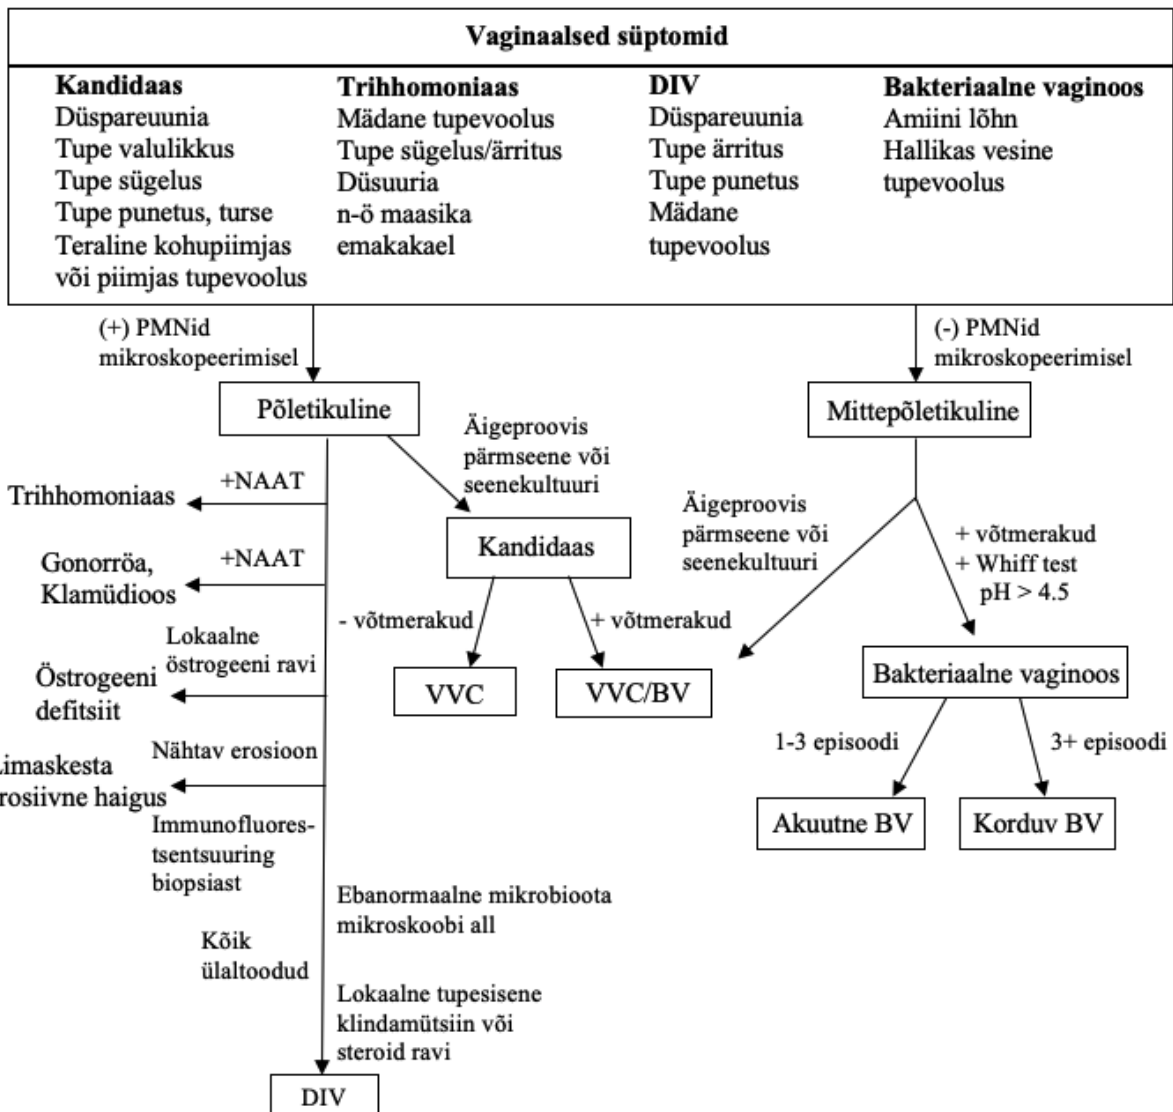 Vaginaalsed süptomid
Kandidaas
Düspareuunia
Tupe valulikkus
Tupe sügelus
Tupe punetus, turse
Teraline kohupiimjas
või piimjas tupevoolus
Trihhomoniaas
Mädane tupevoolus
Tupe sügelus/ärritus
Düsuuria
n-ö maasika
emakakael
DIV
Düspareuunia
Tupe ärritus
Tupe punetus
Mädane
tupevoolus
Bakteriaalne vaginoos
Amiini lõhn
Hallikas vesine
tupevoolus
(+) PMNid
mikroskopeerimisel
(-) PMNid
mikroskopeerimisel
Põletikuline
Mittepõletikuline
Äigeproovis
pärmseene või
seenekultuuri
+NAAT
Trihhomoniaas
Kandidaas
Äigeproovis
pärmseene või
seenekultuuri
+ võtmerakud
+ Whiff test
pH > 4.5
+NAAT
Gonorröa,
Klamüdioos
- võtmerakud
+ võtmerakud
VVC
VVC/BV
Bakteriaalne vaginoos
Lokaalne
östrogeeni ravi
Östrogeeni
defitsiit
1-3 episoodi
3+ episoodi
Akuutne BV
Korduv BV
Nähtav erosioon
imaskesta
rosiivne haigus
Immunofluores-
tsentsuuring
biopsiast
Ebanormaalne mikrobioota
mikroskoobi all
Kõik
ülaltoodud
Lokaalne tupesisene
klindamütsiin või
steroid ravi
DIV